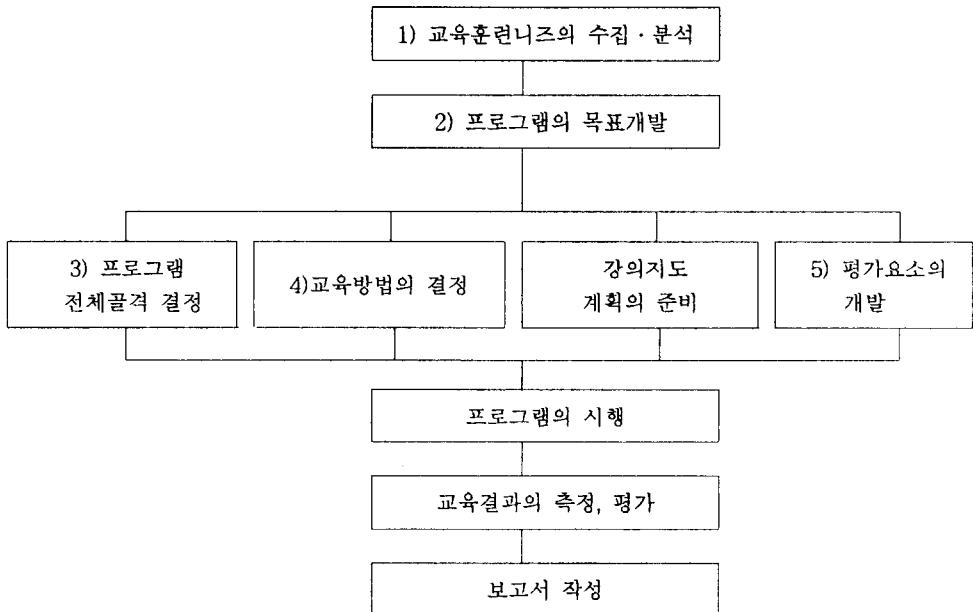 1) 교육훈련니즈의 수집 · 분석
2) 프로그램의 목표개발
3) 프로그램
전체골격 결정
4)교육방법의 결정
강의지도
계획의 준비
5) 평가요소의
개발
프로그램의 시행
교육결과의 측정, 평가
보고서 작성